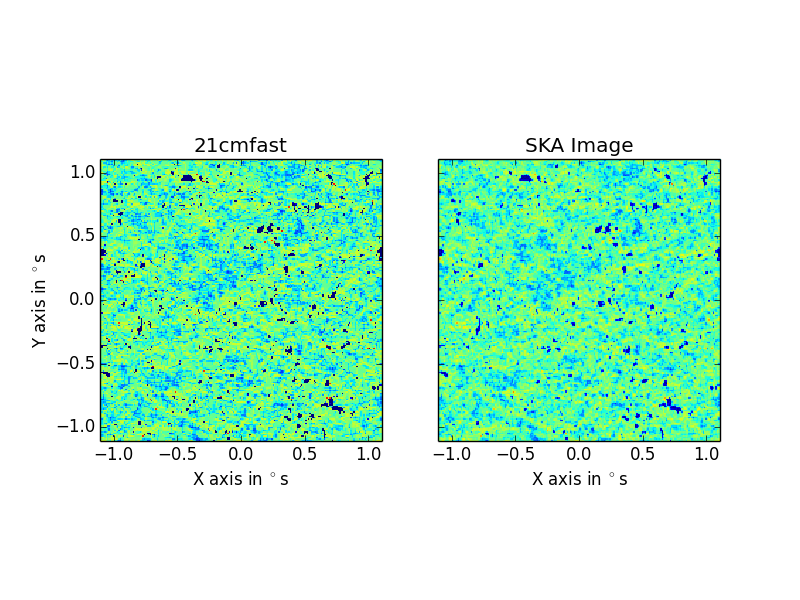 21cmfast
SKA Image
1.0
0.5
0.0
−0.5
−1.0
Y axis in °s
−1.0 −0.5 0.0 0.5 1.0
−1.0 −0.5 0.0 0.5 1.0
X axis in °s
X axis in °s